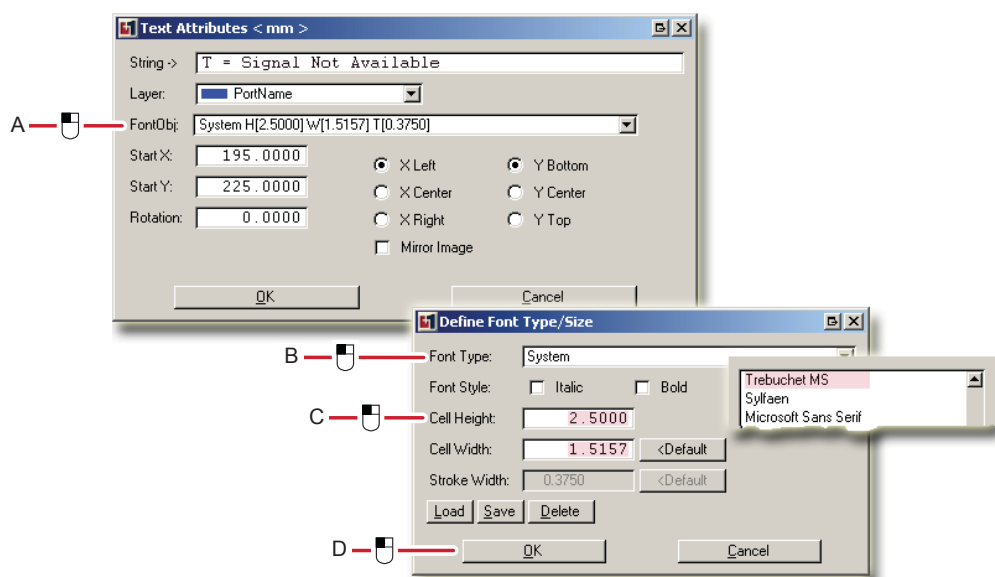 Text Attributes < mm >
String -> T = Signal Not Available
Layer: PortName
A FontObj: System H[2.5000] W[1.5157] T[0.3750]
Start X: 195.0000 X Left Y Bottom
Start Y: 225.0000 X Center Y Center
Rotation: 0.0000 X Right Y Top
Mirror Image
OK Cancel
Define Font Type/Size
B Font Type: System
Font Style: Italic Bold
Trebuchet MS
Sylfaen
Microsoft Sans Serif
C Cell Height: 2.5000
Cell Width: 1.5157 <Default
Stroke Width: 0.3750 <Default
Load Save Delete
D OK Cancel